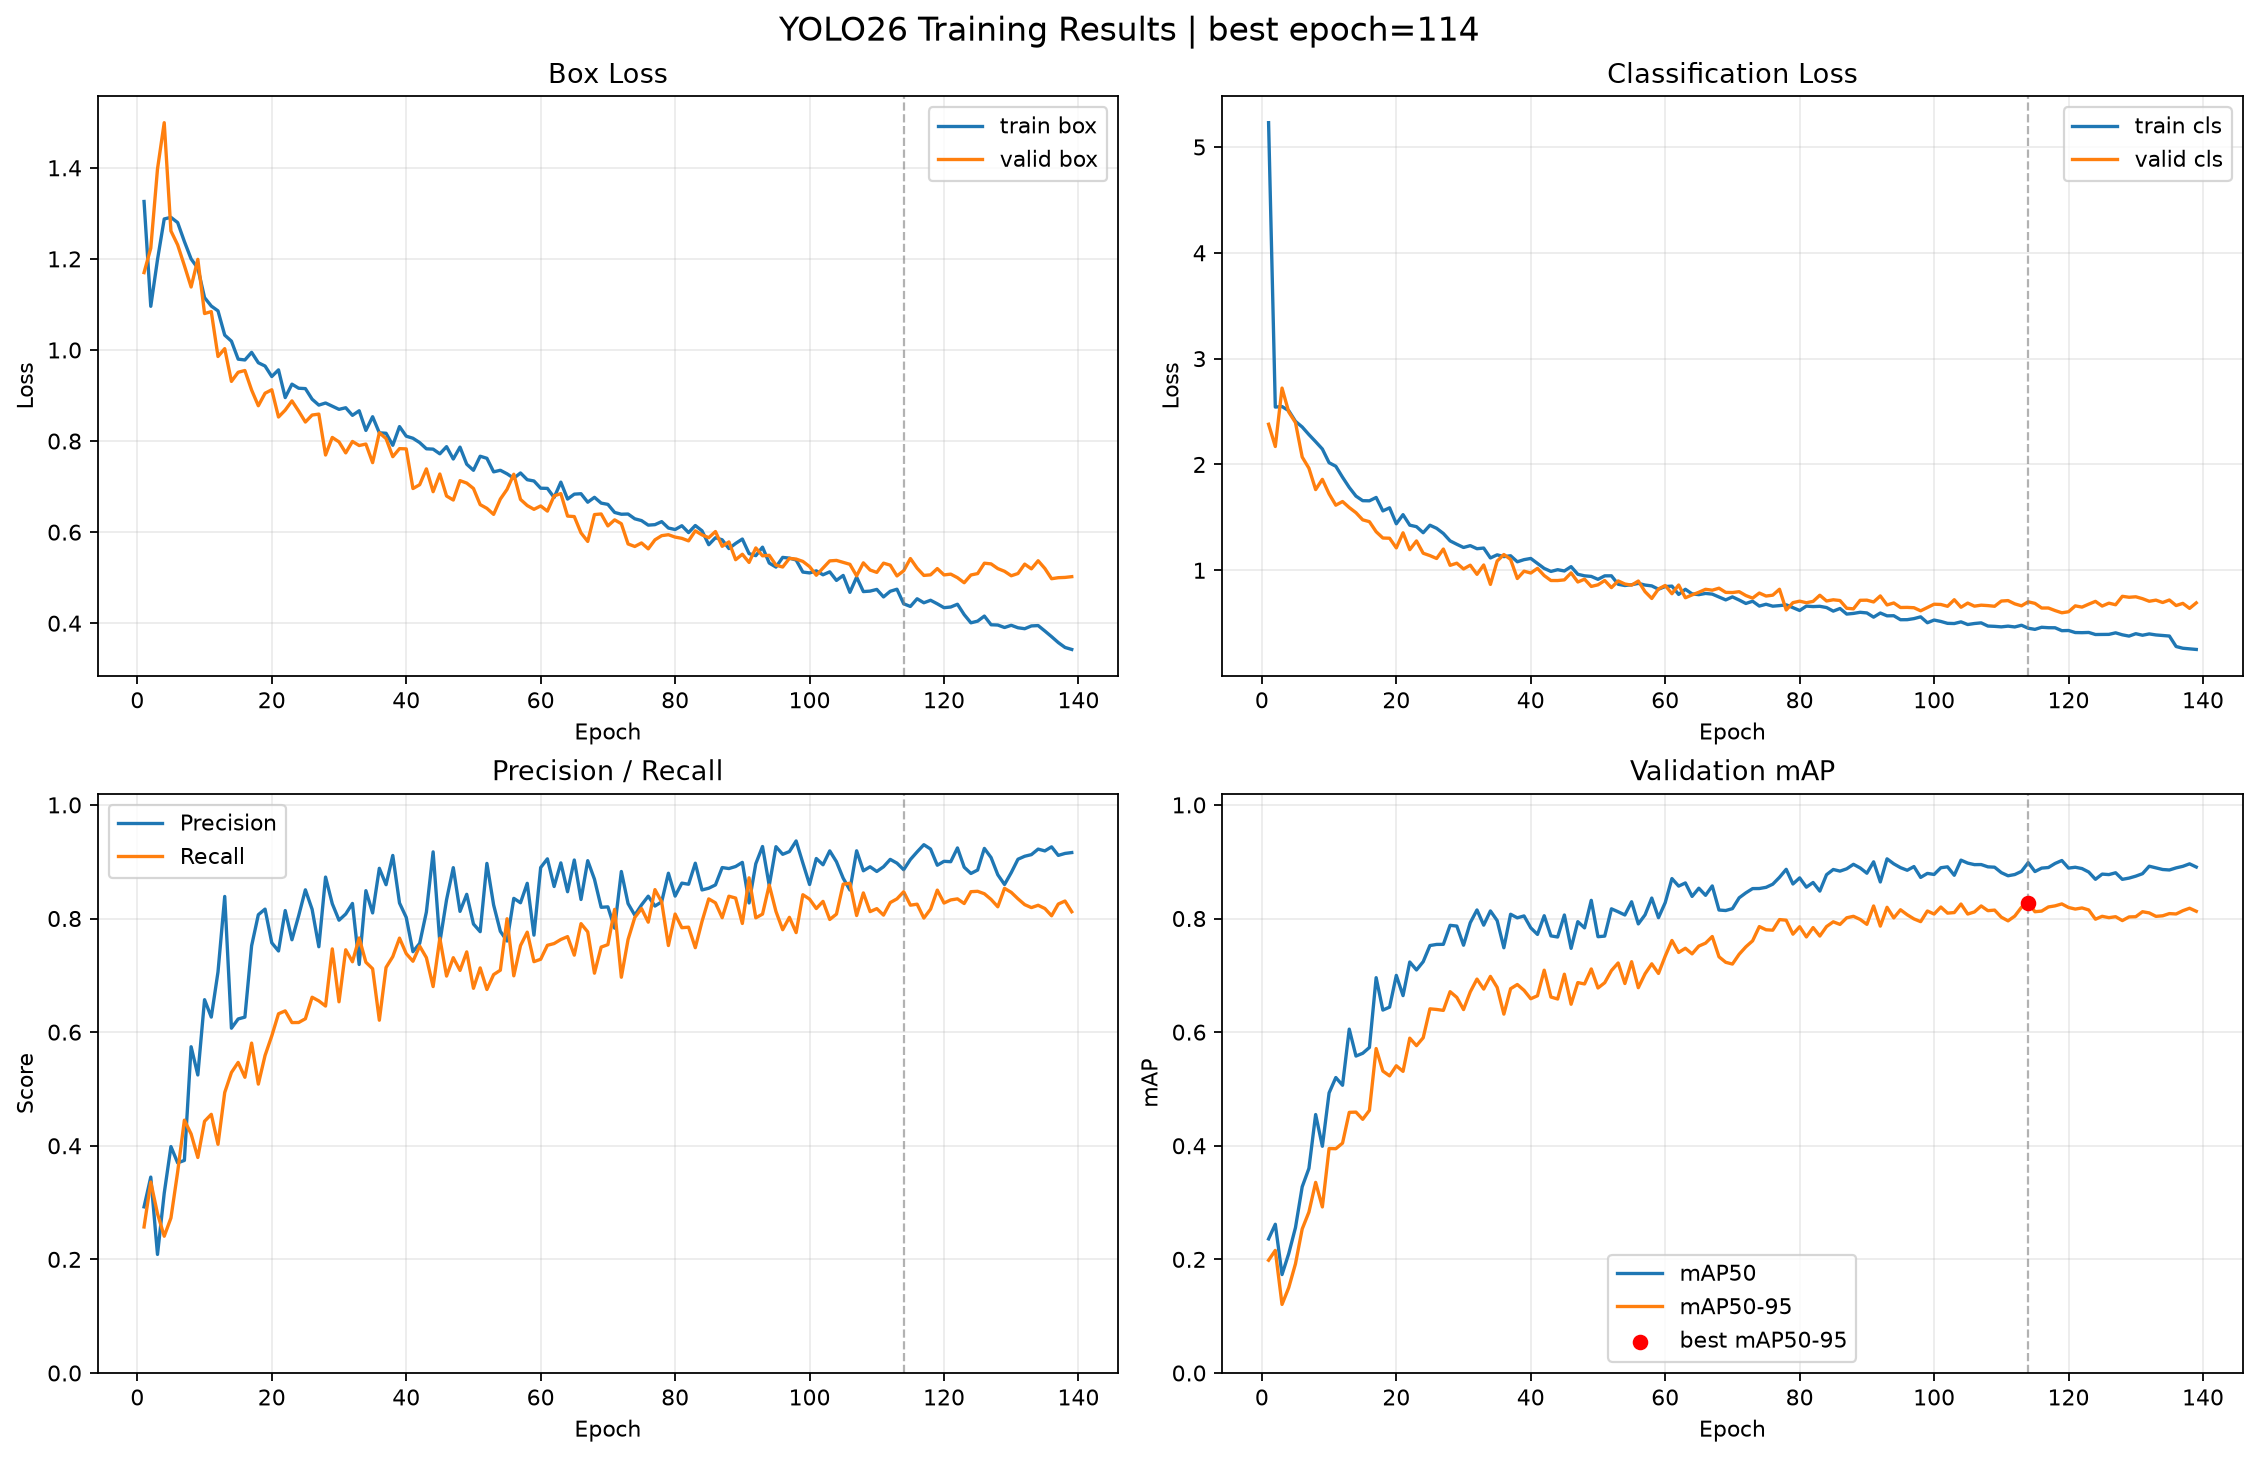 YOLO26 Training Results | best epoch=114
Box Loss
train box
valid box
1.4
1.2
1.0
0.8
0.6
0.4
Loss
0 20 40 60 80 100 120 140
Epoch
Classification Loss
train cls
valid cls
5
4
3
2
1
Loss
0 20 40 60 80 100 120 140
Epoch
Precision / Recall
Precision
Recall
1.0
0.8
0.6
0.4
0.2
0.0
Score
0 20 40 60 80 100 120 140
Epoch
Validation mAP
1.0
0.8
0.6
0.4
0.2
0.0
mAP
mAP50
mAP50-95
best mAP50-95
0 20 40 60 80 100 120 140
Epoch